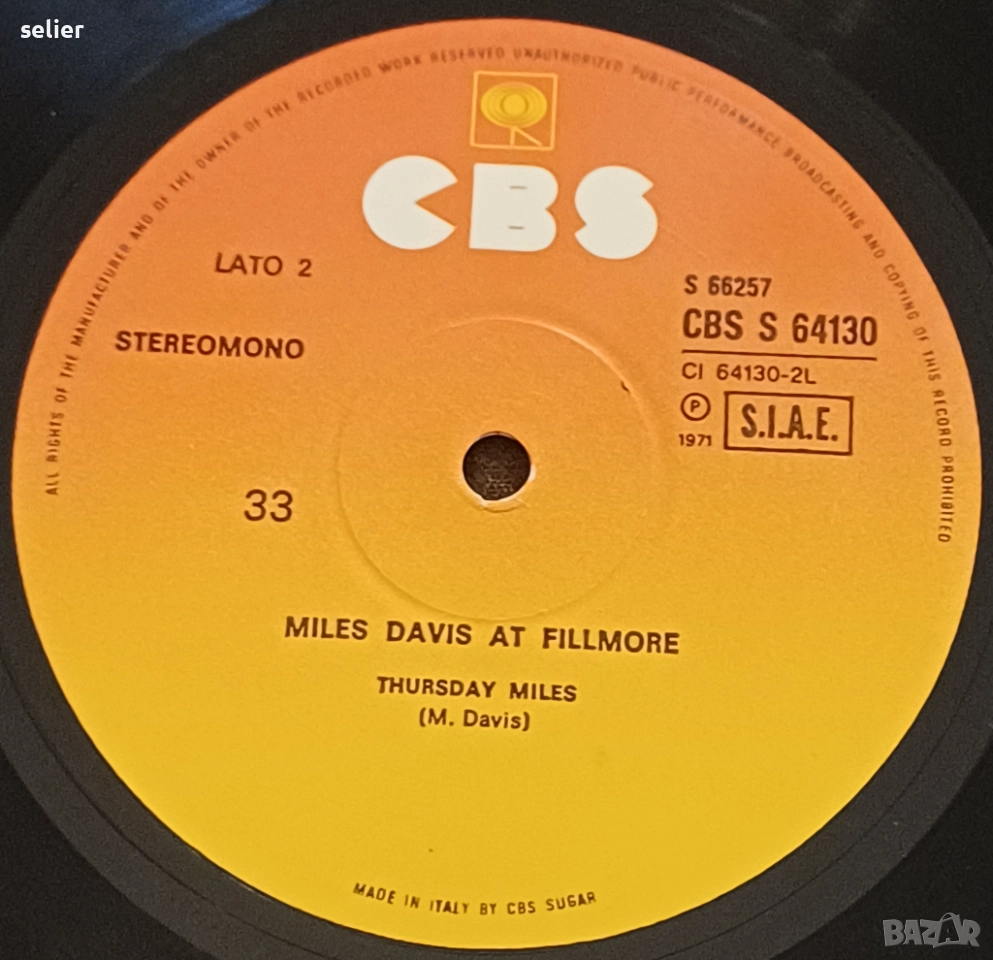 selier
ALL RIGHTS OF THE MANUFACTURER AND OF THE OWNER OF THE RECORDED WORK RESERVED UNAUTHORIZED PUBLIC PERFORMANCE BROADCASTING AND COPYING OF THIS RECORD PROHIBITED
CBS
LATO 2
S 66257
STEREOMONO
CBS S 64130
CI 64130-2L
P
1971
S.I.A.E.
33
MILES DAVIS AT FILLMORE
THURSDAY MILES
(M. Davis)
MADE IN ITALY BY CBS SUGAR
BAZAR